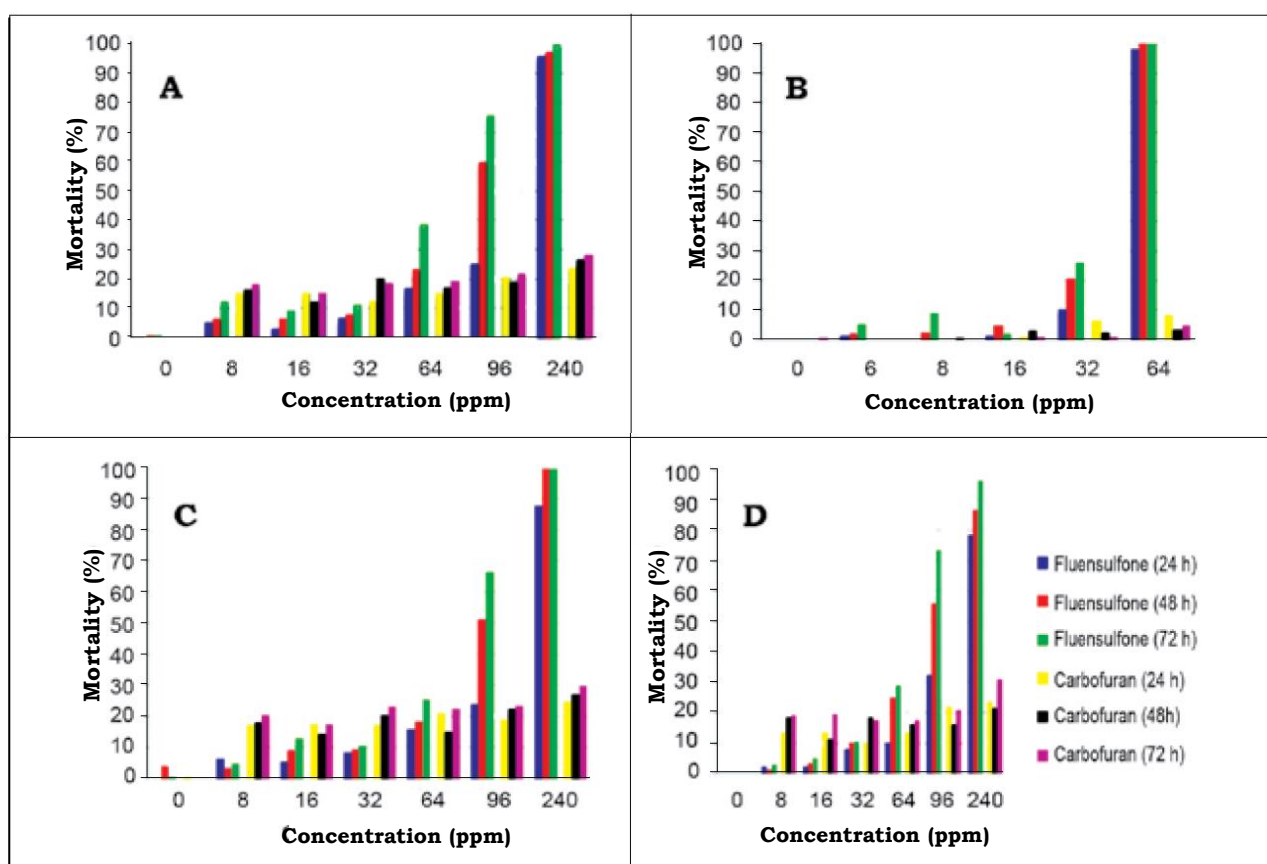 A
Mortality (%)
100
90
80
70
60
50
40
30
20
10
0
0 8 16 32 64 96 240
Concentration (ppm)
B
Mortality (%)
100
90
80
70
60
50
40
30
20
10
0
0 6 8 16 32 64
Concentration (ppm)
C
Mortality (%)
100
90
80
70
60
50
40
30
20
10
0
0 8 16 32 64 96 240
Concentration (ppm)
D
Mortality (%)
100
90
80
70
60
50
40
30
20
10
0
0 8 16 32 64 96 240
Concentration (ppm)
Fluensulfone (24 h)
Fluensulfone (48 h)
Fluensulfone (72 h)
Carbofuran (24 h)
Carbofuran (48h)
Carbofuran (72 h)